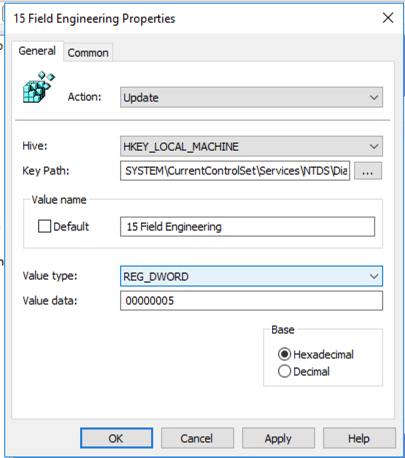 15 Field Engineering Properties
General Common
Action: Update
Hive: HKEY_LOCAL_MACHINE
Key Path: SYSTEM\CurrentControlSet\Services\NTDS\Dia ...
Value name
Default 15 Field Engineering
Value type: REG_DWORD
Value data: 00000005
Base
Hexadecimal
Decimal
OK Cancel Apply Help